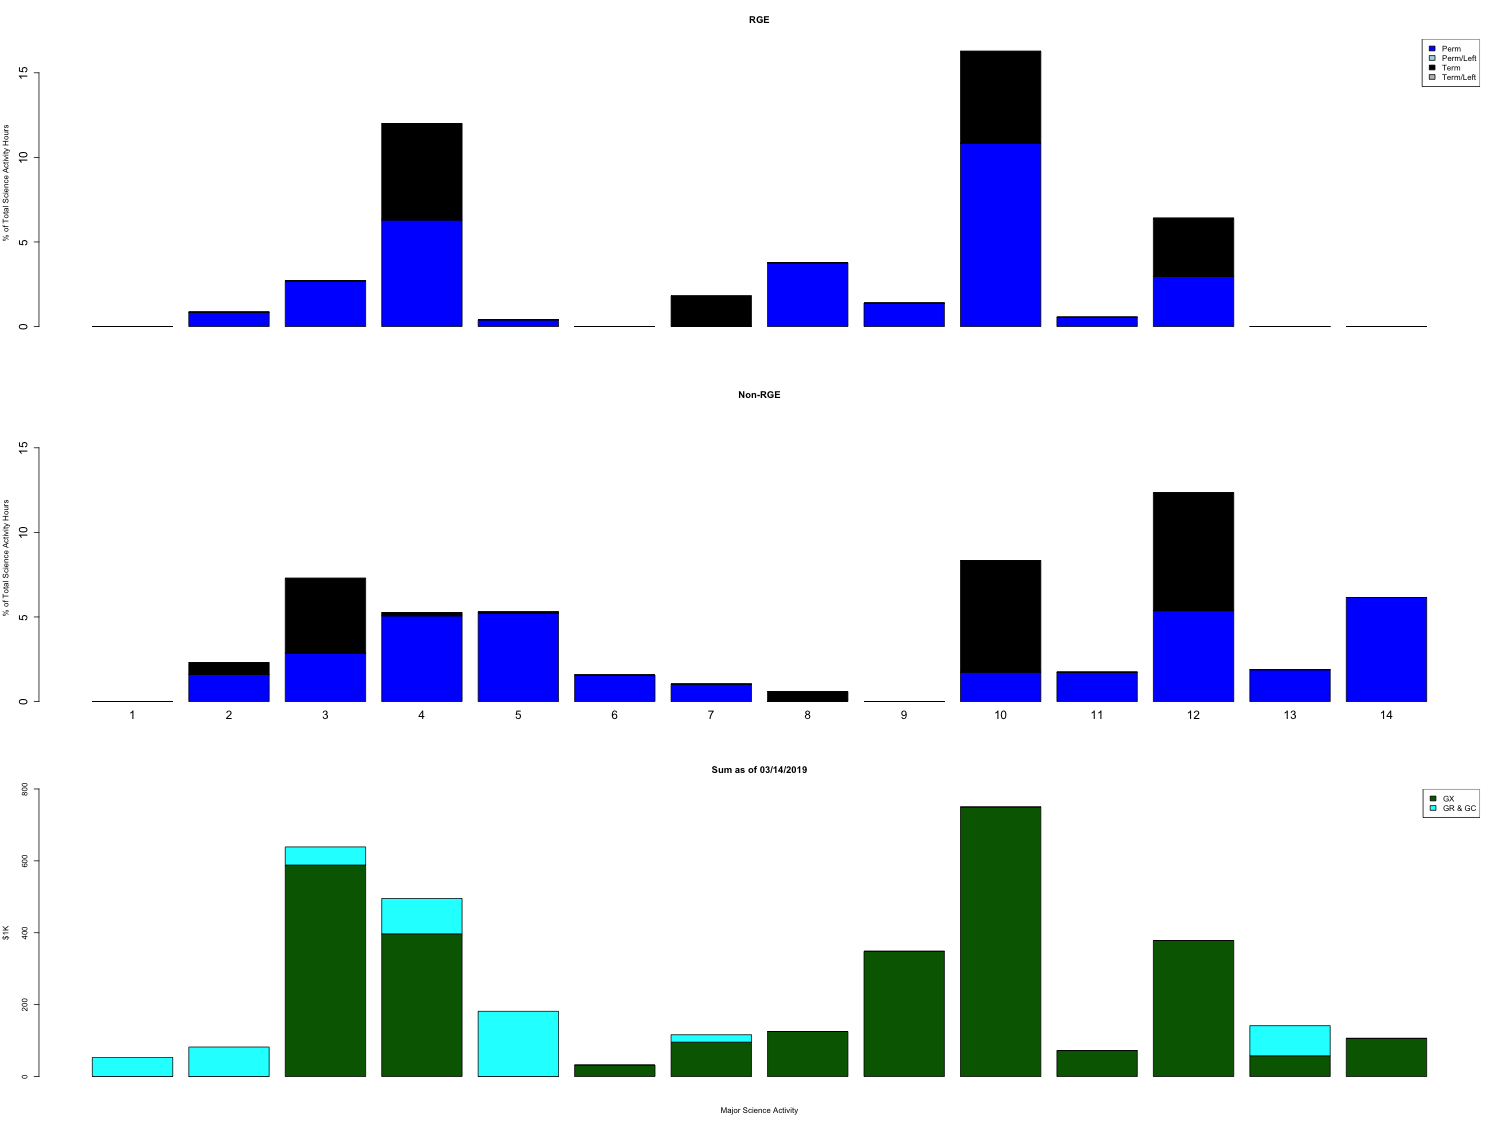 RGE
Perm
Perm/Left
Term
Term/Left
% of Total Science Activity Hours
15
10
5
0
Non-RGE
% of Total Science Activity Hours
15
10
5
0
1 2 3 4 5 6 7 8 9 10 11 12 13 14
Sum as of 03/14/2019
GX
GR & GC
$1K
800
600
400
200
0
Major Science Activity